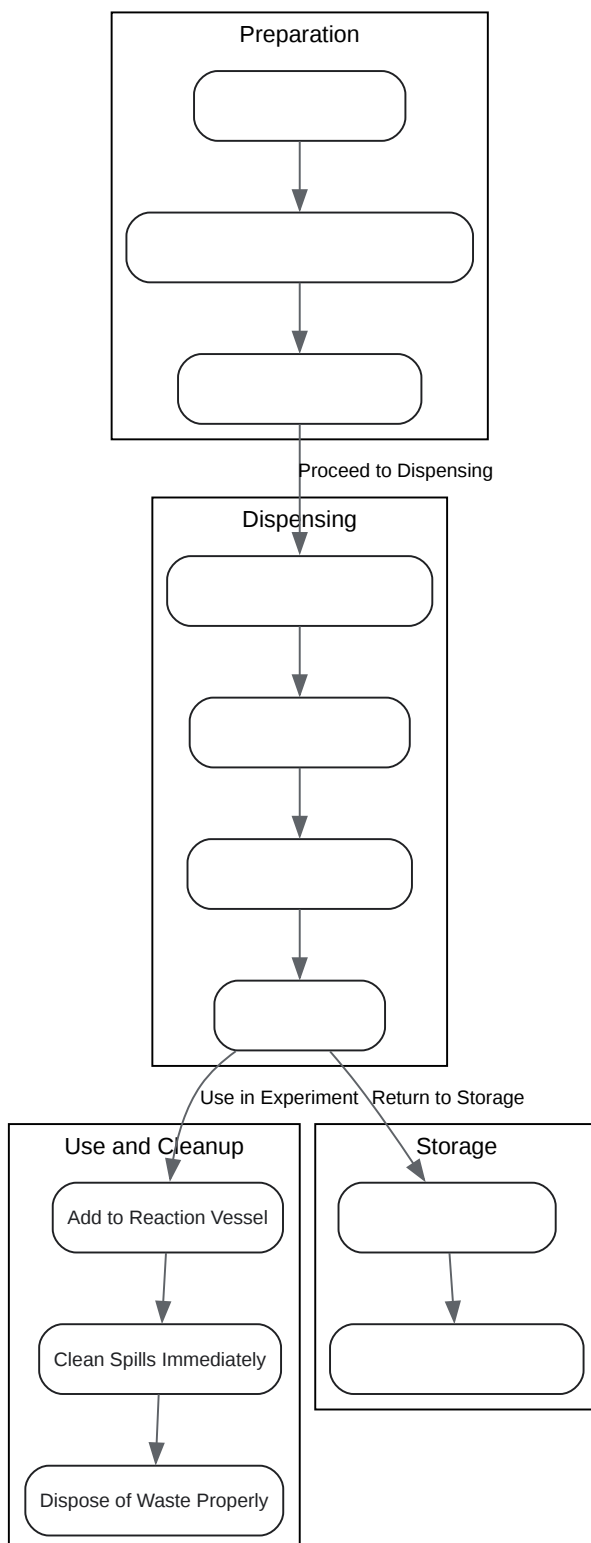 Preparation
Proceed to Dispensing
Dispensing
Use in Experiment
Return to Storage
Use and Cleanup
Storage
Add to Reaction Vessel
Clean Spills Immediately
Dispose of Waste Properly